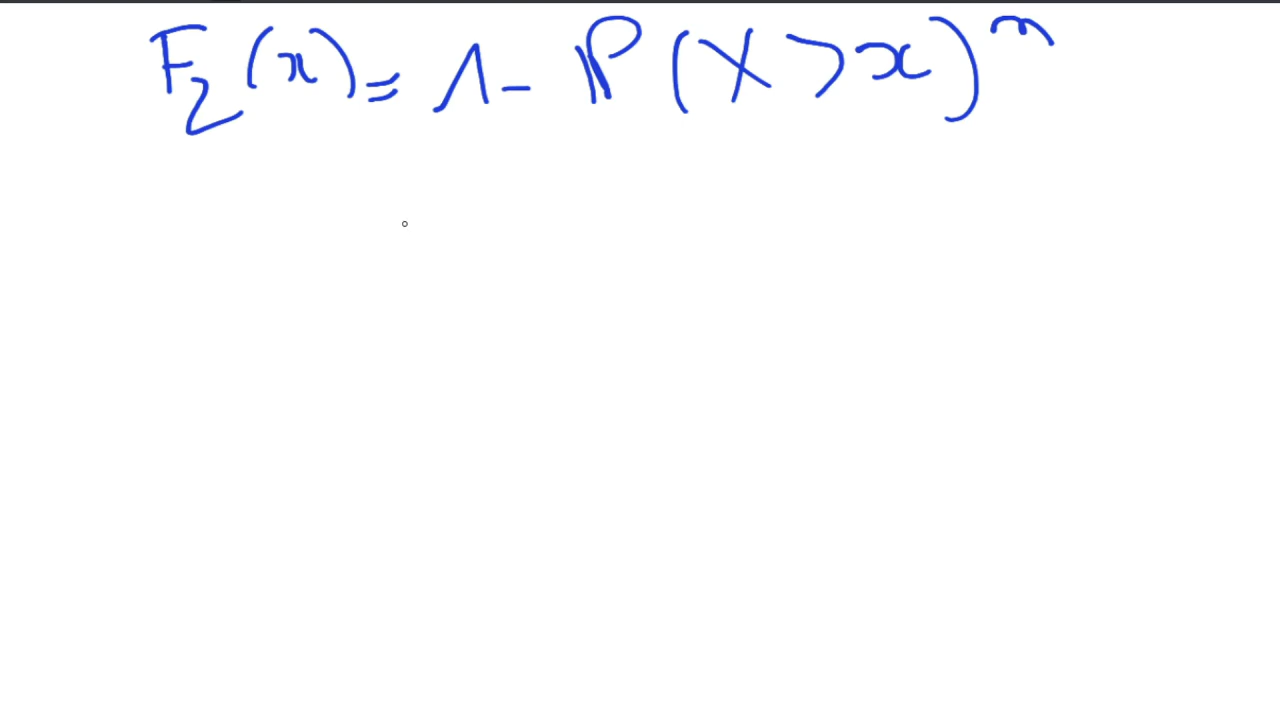 F_Z(x) = 1 - ℙ(X > x)^n